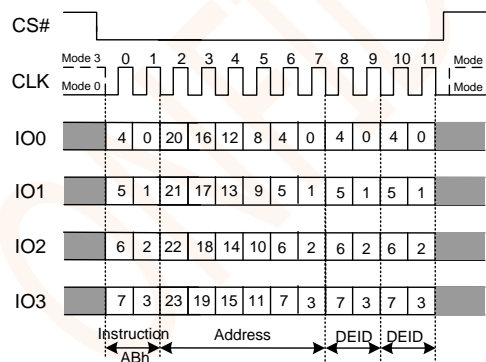 CS#
Mode 3 0 1 2 3 4 5 6 7 8 9 10 11 Mode
CLK
Mode 0 Mode
IO0 4 0 20 16 12 8 4 0 4 0 4 0
IO1 5 1 21 17 13 9 5 1 5 1 5 1
IO2 6 2 22 18 14 10 6 2 6 2 6 2
IO3 7 3 23 19 15 11 7 3 7 3 7 3
Instruction Address DEID DEID
ABh